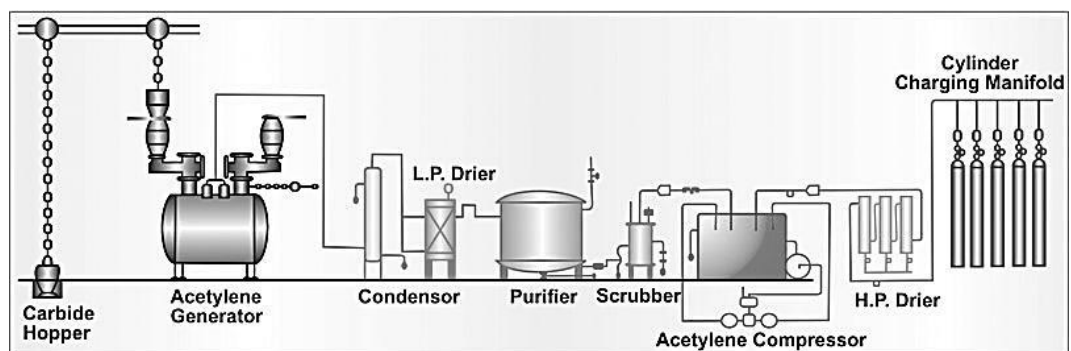 Carbide
Hopper
Acetylene
Generator
Condensor
L.P. Drier
Purifier
Scrubber
Acetylene Compressor
H.P. Drier
Cylinder
Charging Manifold